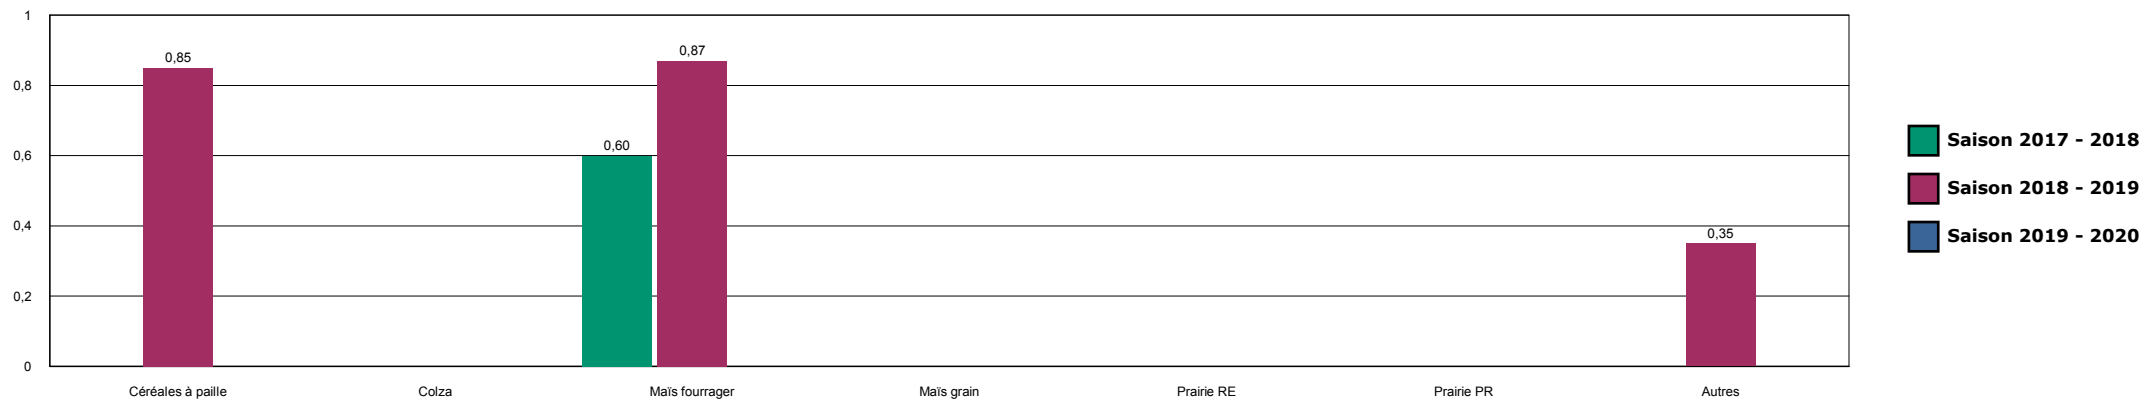 1
0,8
0,6
0,4
0,2
0
0,85
0,60
0,87
0,35
Céréales à paille
Colza
Maïs fourrager
Maïs grain
Prairie RE
Prairie PR
Autres
Saison 2017 - 2018
Saison 2018 - 2019
Saison 2019 - 2020